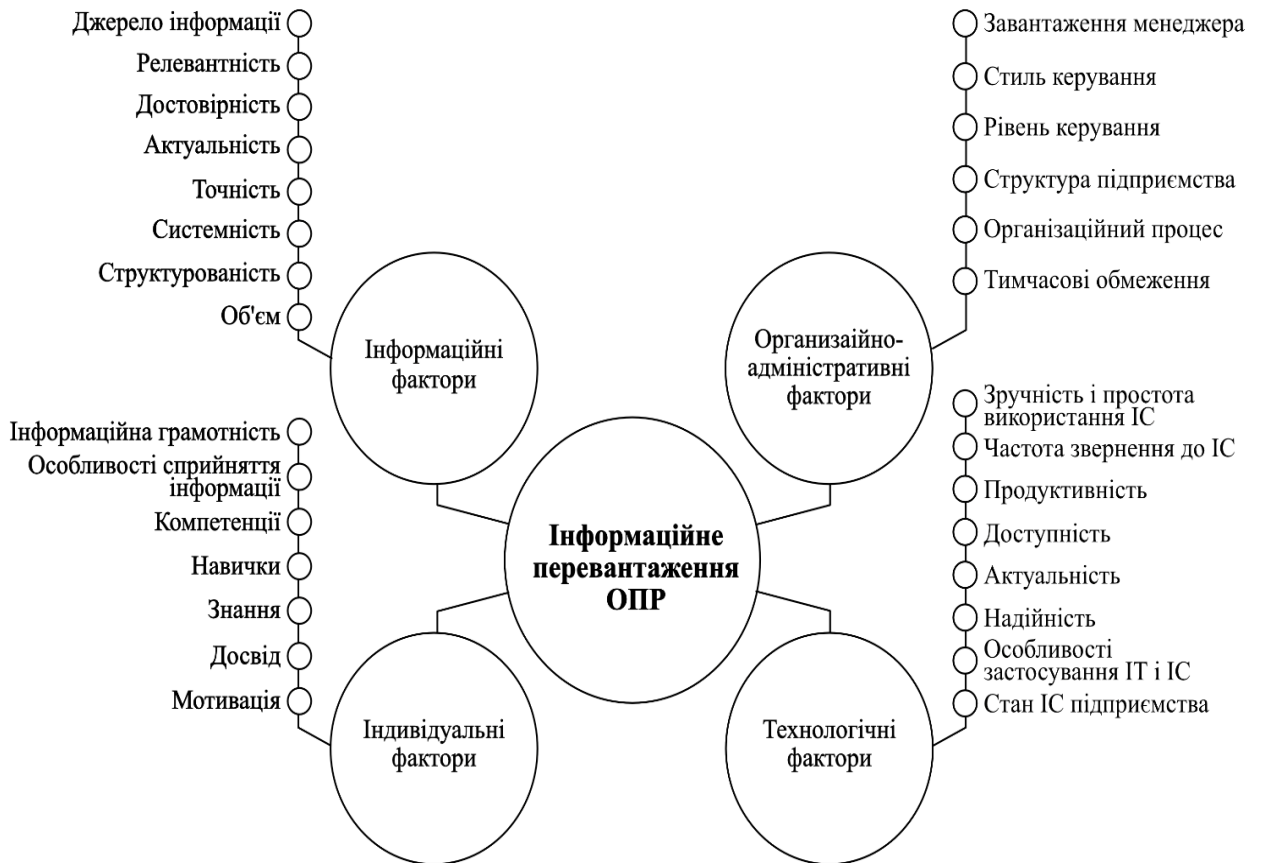 Джерело інформації
Релевантність
Достовірність
Актуальність
Точність
Системність
Структурованість
Об'єм
Інформаційні
фактори
Завантаження менеджера
Стиль керування
Рівень керування
Структура підприємства
Організаційний процес
Тимчасові обмеження
Организаійно-
адміністративні
фактори
Інформаційне
перевантаження
ОПР
Інформаційна грамотність
Особливості сприйняття
інформації
Компетенції
Навички
Знання
Досвід
Мотивація
Індивідуальні
фактори
Зручність і простота
використання ІС
Частота звернення до ІС
Продуктивність
Доступність
Актуальність
Надійність
Особливості
застосування ІТ і ІС
Стан ІС підприємства
Технологічні
фактори